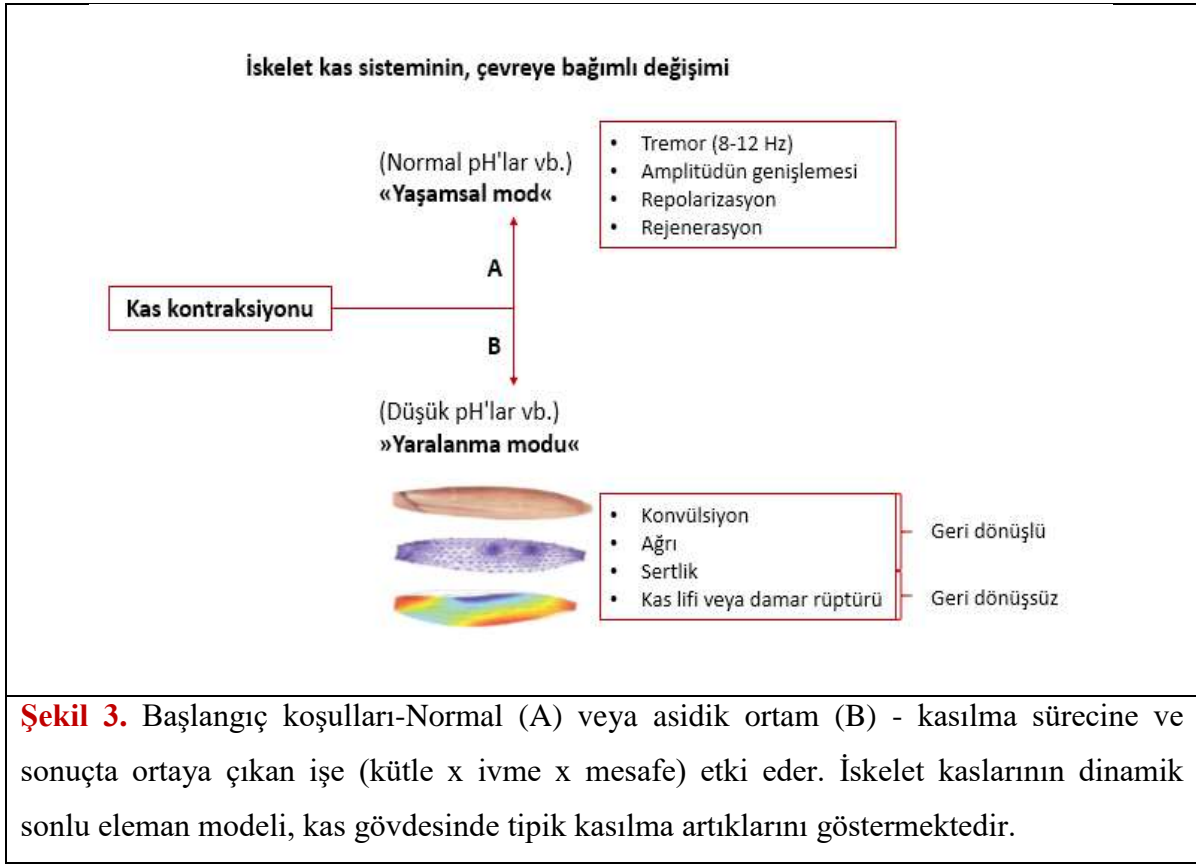 İskelet kas sisteminin, çevreye bağımlı değişimi
(Normal pH'lar vb.)
«Yaşamsal mod«
• Tremor (8-12 Hz)
• Amplitüdün genişlemesi
• Repolarizasyon
• Rejenerasyon
A
Kas kontraksiyonu
B
(Düşük pH'lar vb.)
»Yaralanma modu«
• Konvülsiyon
• Ağrı
• Sertlik
• Kas lifi veya damar rüptürü
Geri dönüşlü
Geri dönüşsüz
Şekil 3. Başlangıç koşulları-Normal (A) veya asidik ortam (B) - kasılma sürecine ve
sonuçta ortaya çıkan işe (kütle x ivme x mesafe) etki eder. İskelet kaslarının dinamik
sonlu eleman modeli, kas gövdesinde tipik kasılma artıklarını göstermektedir.